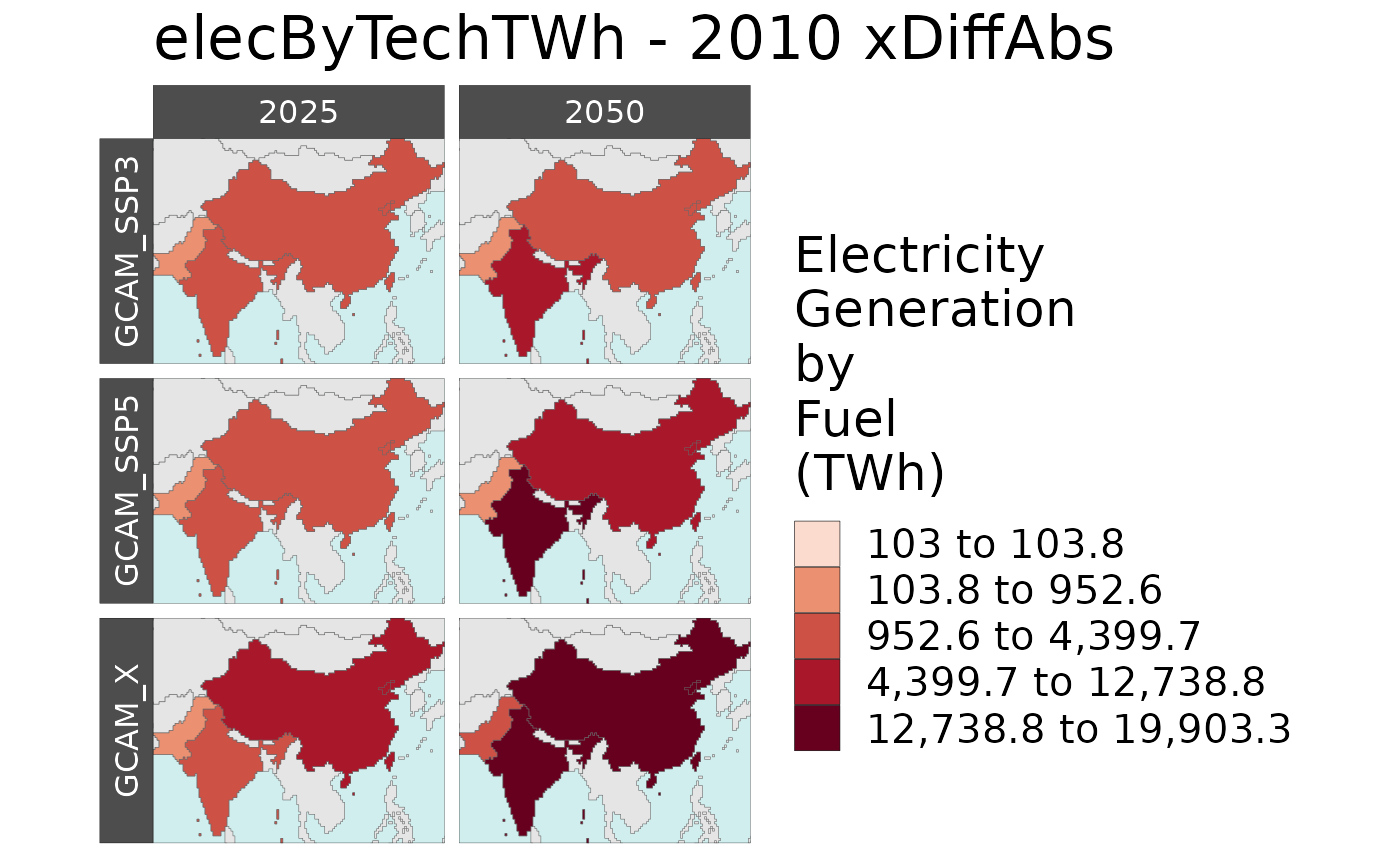 elecByTechTWh - 2010 xDiffAbs
2025
2050
GCAM_SSP3
GCAM_SSP5
GCAM_X
Electricity
Generation
by
Fuel
(TWh)
103 to 103.8
103.8 to 952.6
952.6 to 4,399.7
4,399.7 to 12,738.8
12,738.8 to 19,903.3